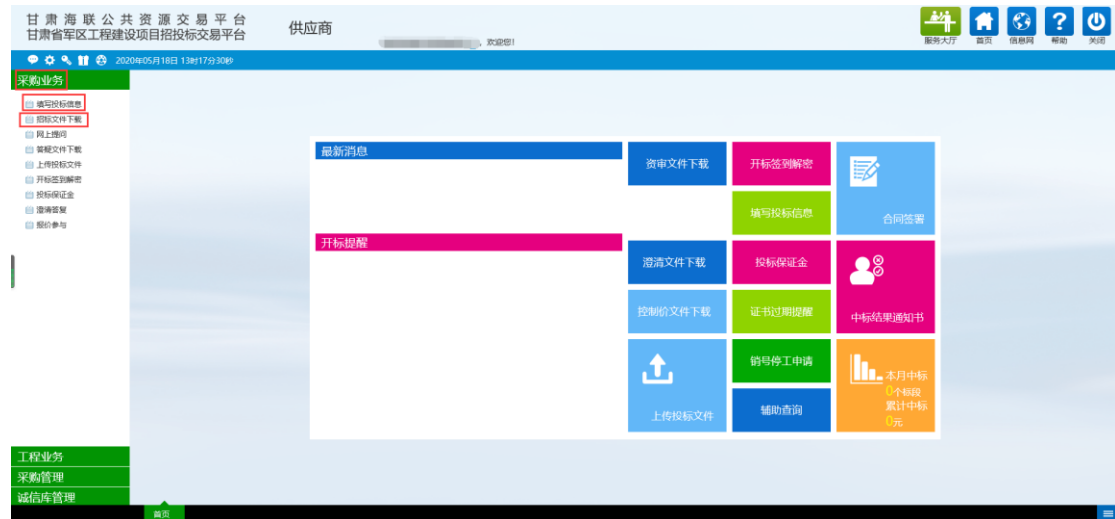 甘肃海联公共资源交易平台
甘肃省军区工程建设项目招投标交易平台
供应商
，欢迎您！
服务大厅
首页
信息网
帮助
关闭
2020年05月18日 13时17分30秒
采购业务
填写投标信息
招标文件下载
网上提问
答疑文件下载
上传投标文件
开标签到解密
投标保证金
澄清答复
报价参与
最新消息
开标提醒
资审文件下载
开标签到解密
填写投标信息
合同签署
澄清文件下载
投标保证金
控制价文件下载
证书过期提醒
中标结果通知书
上传投标文件
销号停工申请
辅助查询
本月中标
0个标段
累计中标
0元
工程业务
采购管理
诚信库管理
首页